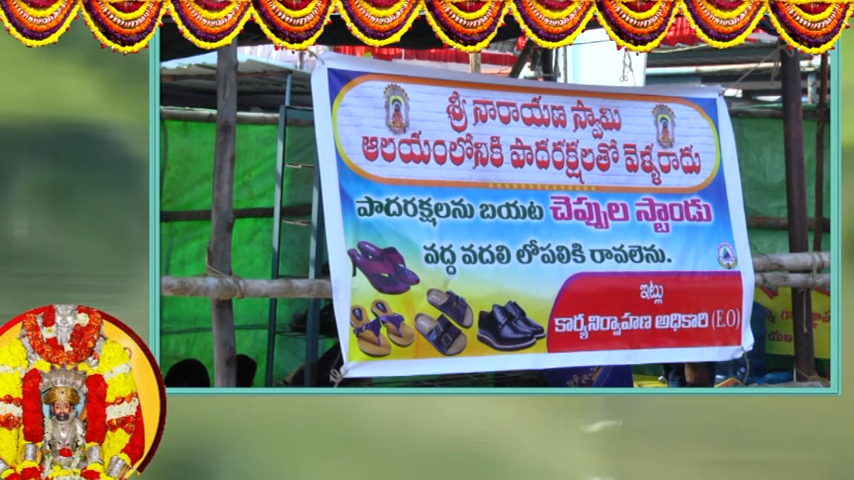 శ్రీ నారాయణ స్వామి
ఆలయంలోనికి పాదరక్షలతో వెళ్ళరాదు
పాదరక్షలను బయట చెప్పుల స్టాండు
వద్ద వదలి లోపలికి రావలెను.
ఇట్లు
కార్యనిర్వాహణ అధికారి (E.O)